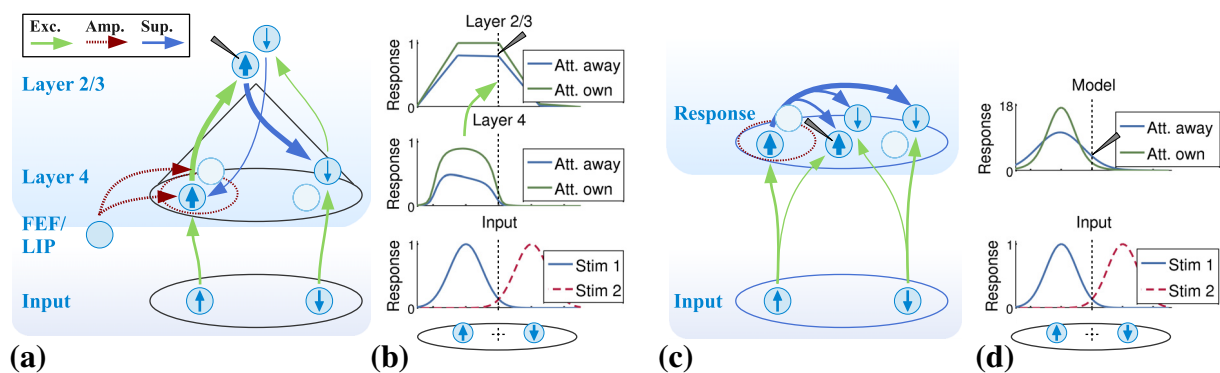 Exc. Amp. Sup.
Layer 2/3
Layer 4
FEF/
LIP
Input
(a)
Layer 2/3
1
0
Response
Att. away
Att. own
Layer 4
1
0
Response
Att. away
Att. own
Input
1
0
Response
Stim 1
Stim 2
(b)
Response
Input
(c)
Model
18
0
Response
Att. away
Att. own
Input
1
0
Response
Stim 1
Stim 2
(d)